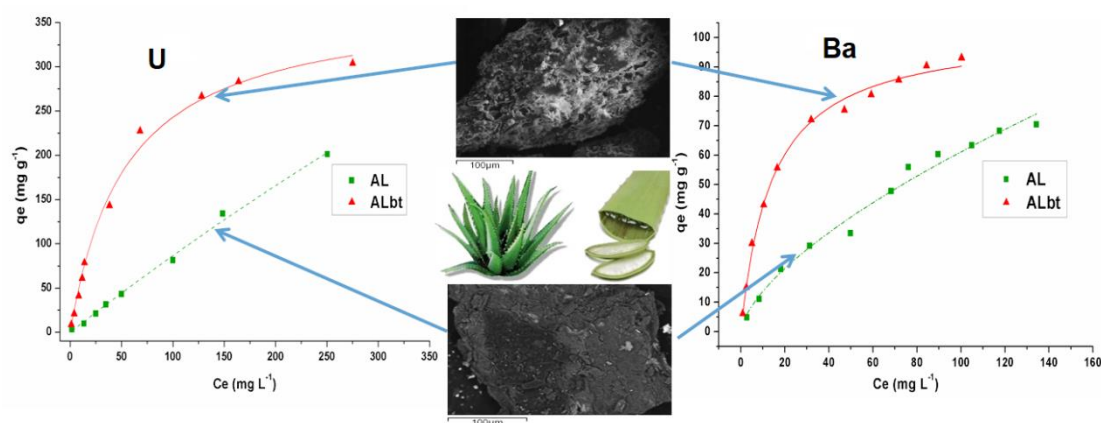 U
qe (mg g⁻¹)
350
300
250
200
150
100
50
0
AL
ALbt
0 50 100 150 200 250 300 350
Ce (mg L⁻¹)
100μm
100μm
Ba
qe (mg g⁻¹)
100
90
80
70
60
50
40
30
20
10
0
AL
ALbt
0 20 40 60 80 100 120 140 160
Ce (mg L⁻¹)